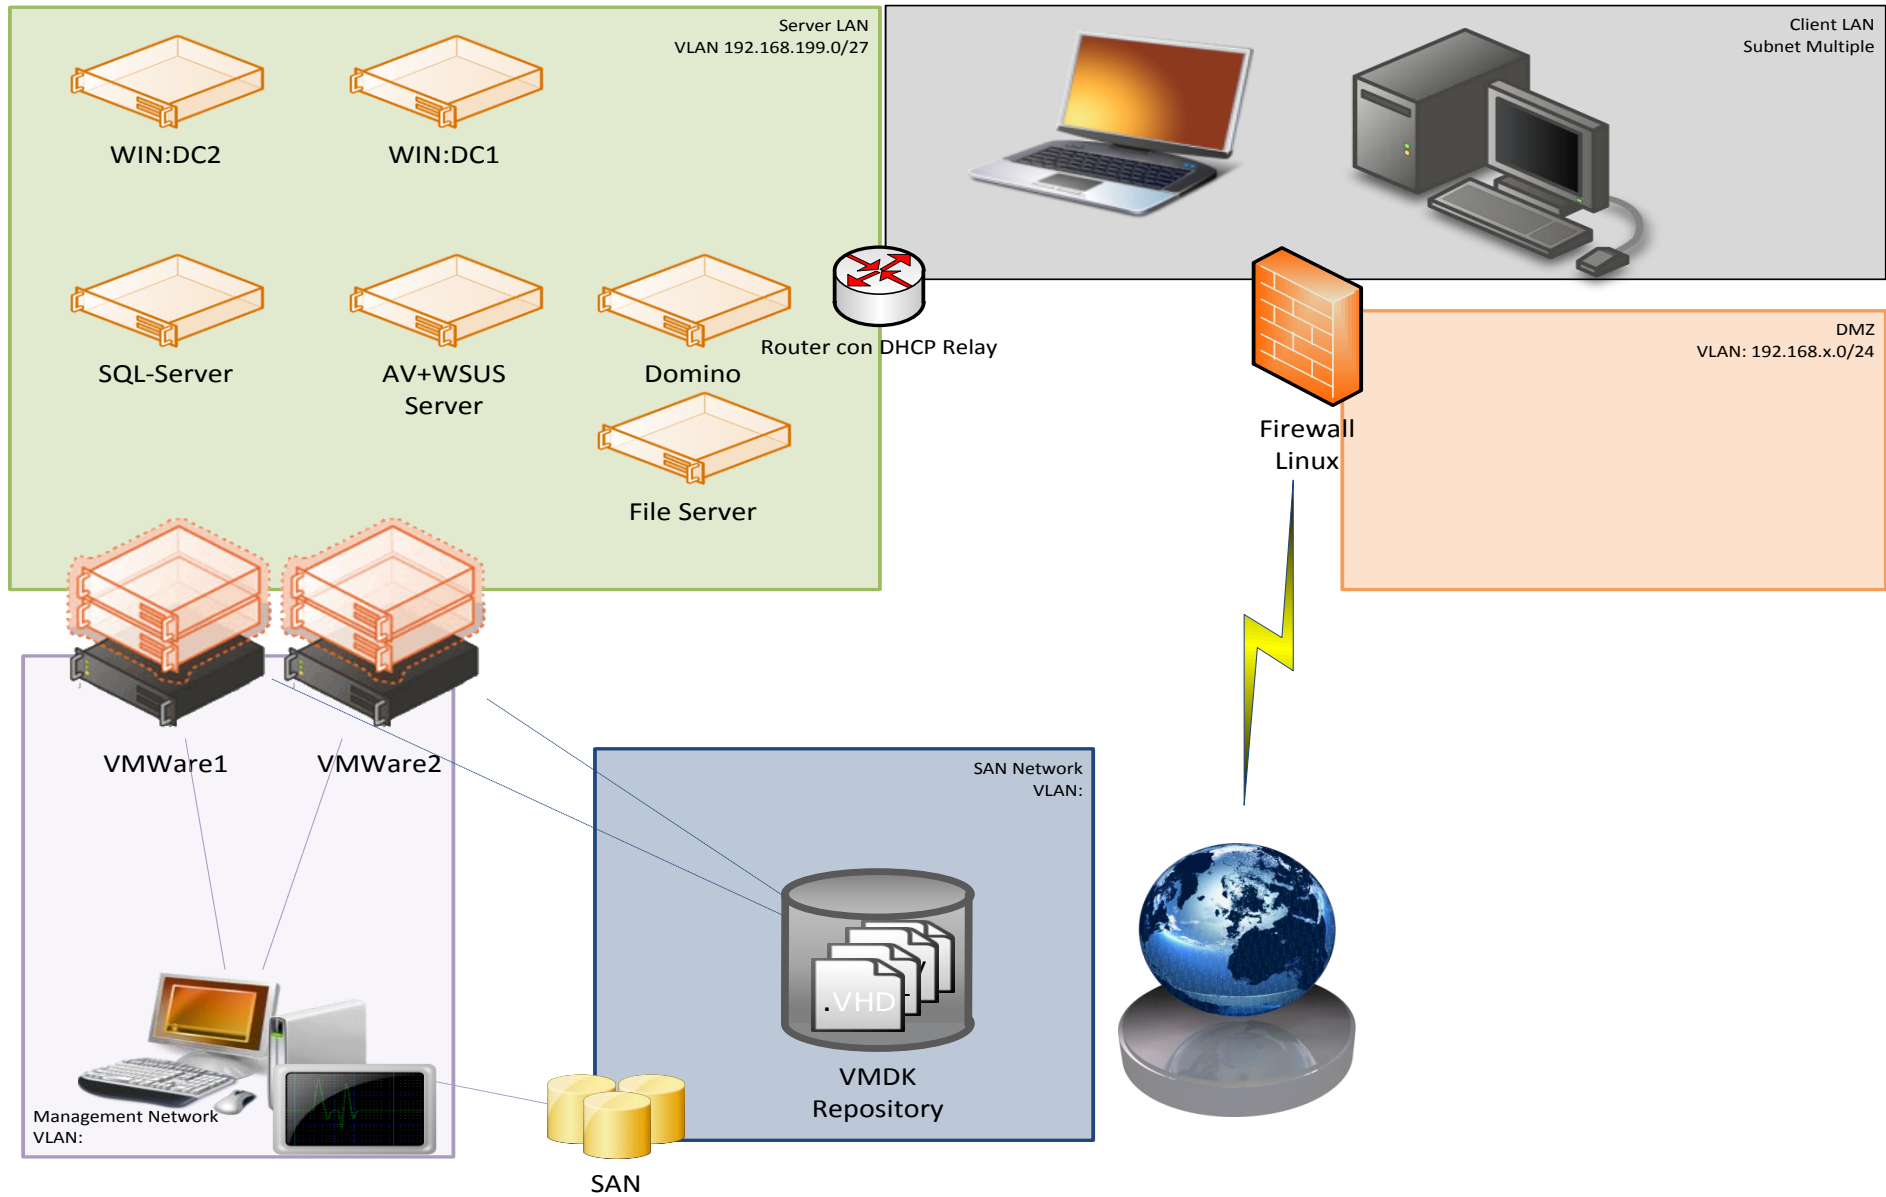 Server LAN
VLAN 192.168.199.0/27
Client LAN
Subnet Multiple
WIN:DC2
WIN:DC1
SQL-Server
AV+WSUS
Server
Domino
File Server
Router con DHCP Relay
DMZ
VLAN: 192.168.x.0/24
Firewall
Linux
VMWare1
VMWare2
SAN Network
VLAN:
.VHD
VMDK
Repository
Management Network
VLAN:
SAN